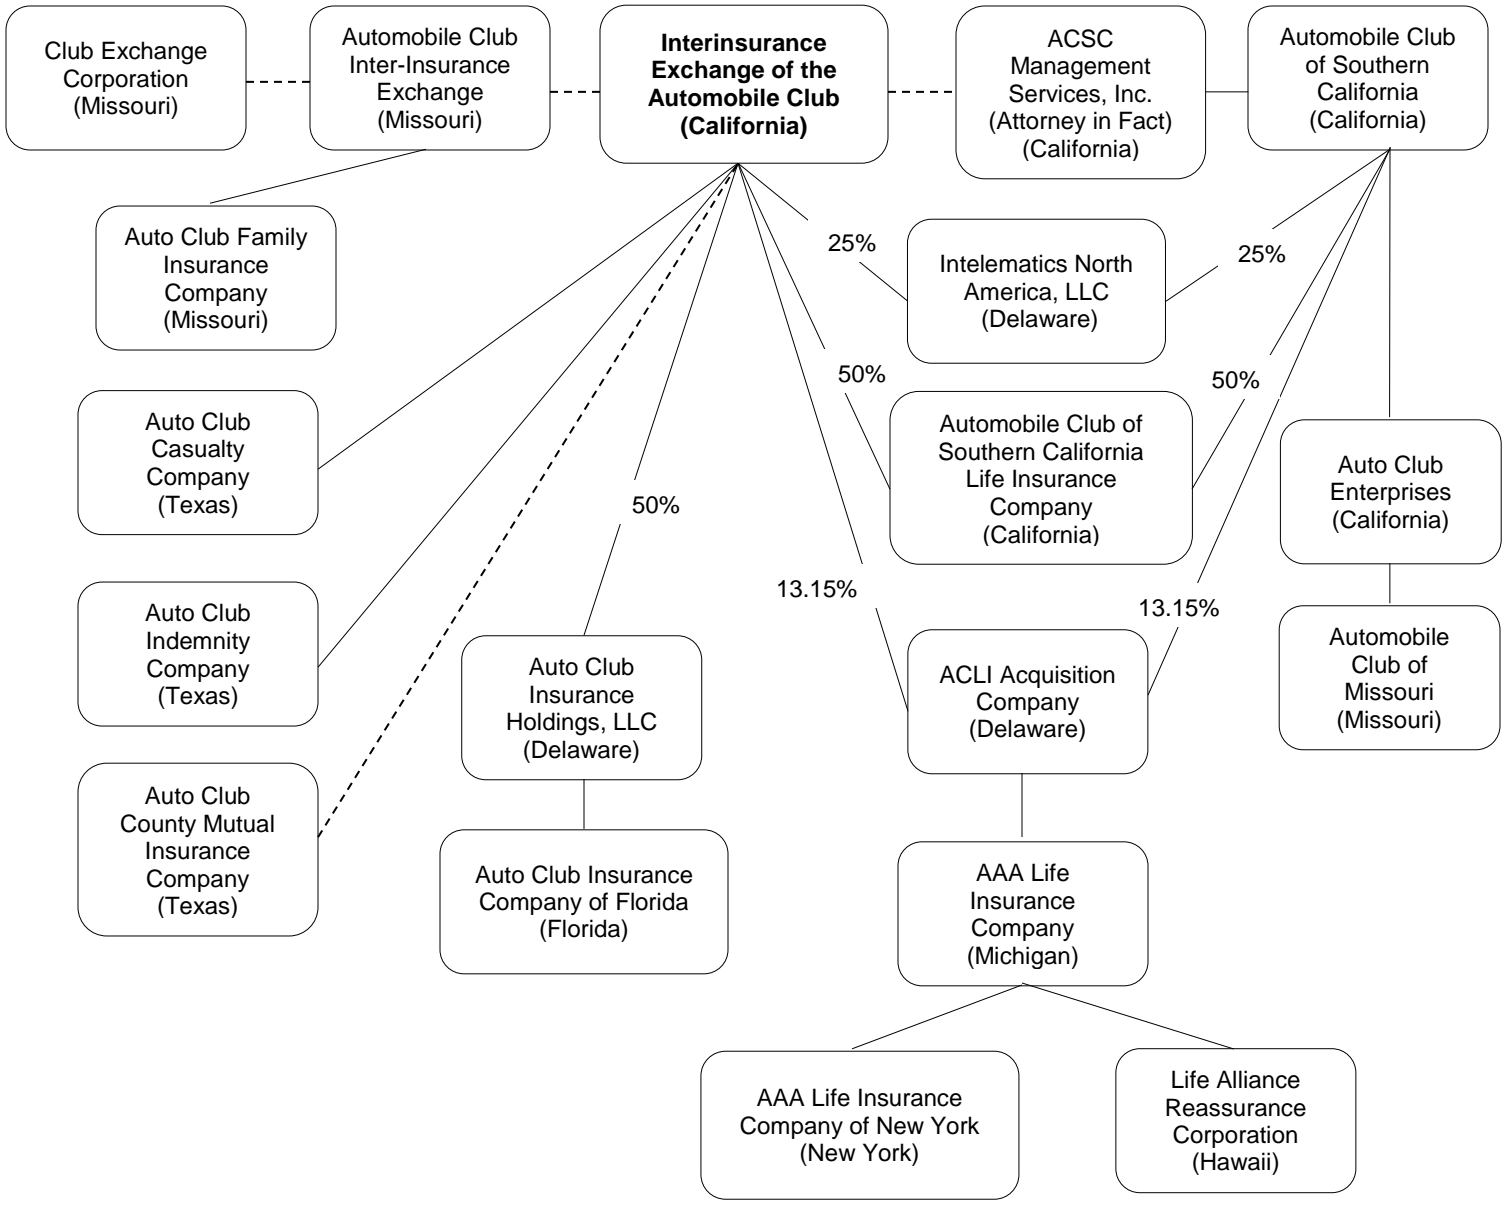 Club Exchange
Corporation
(Missouri)
Automobile Club
Inter-Insurance
Exchange
(Missouri)
Interinsurance
Exchange of the
Automobile Club
(California)
ACSC
Management
Services, Inc.
(Attorney in Fact)
(California)
Automobile Club
of Southern
California
(California)
Auto Club Family
Insurance
Company
(Missouri)
25%
Intelematics North
America, LLC
(Delaware)
25%
Auto Club
Casualty
Company
(Texas)
50%
Automobile Club of
Southern California
Life Insurance
Company
(California)
50%
Auto Club
Enterprises
(California)
50%
Auto Club
Indemnity
Company
(Texas)
Auto Club
Insurance
Holdings, LLC
(Delaware)
13.15%
ACLI Acquisition
Company
(Delaware)
13.15%
Automobile
Club of
Missouri
(Missouri)
Auto Club
County Mutual
Insurance
Company
(Texas)
Auto Club Insurance
Company of Florida
(Florida)
AAA Life
Insurance
Company
(Michigan)
AAA Life Insurance
Company of New York
(New York)
Life Alliance
Reassurance
Corporation
(Hawaii)